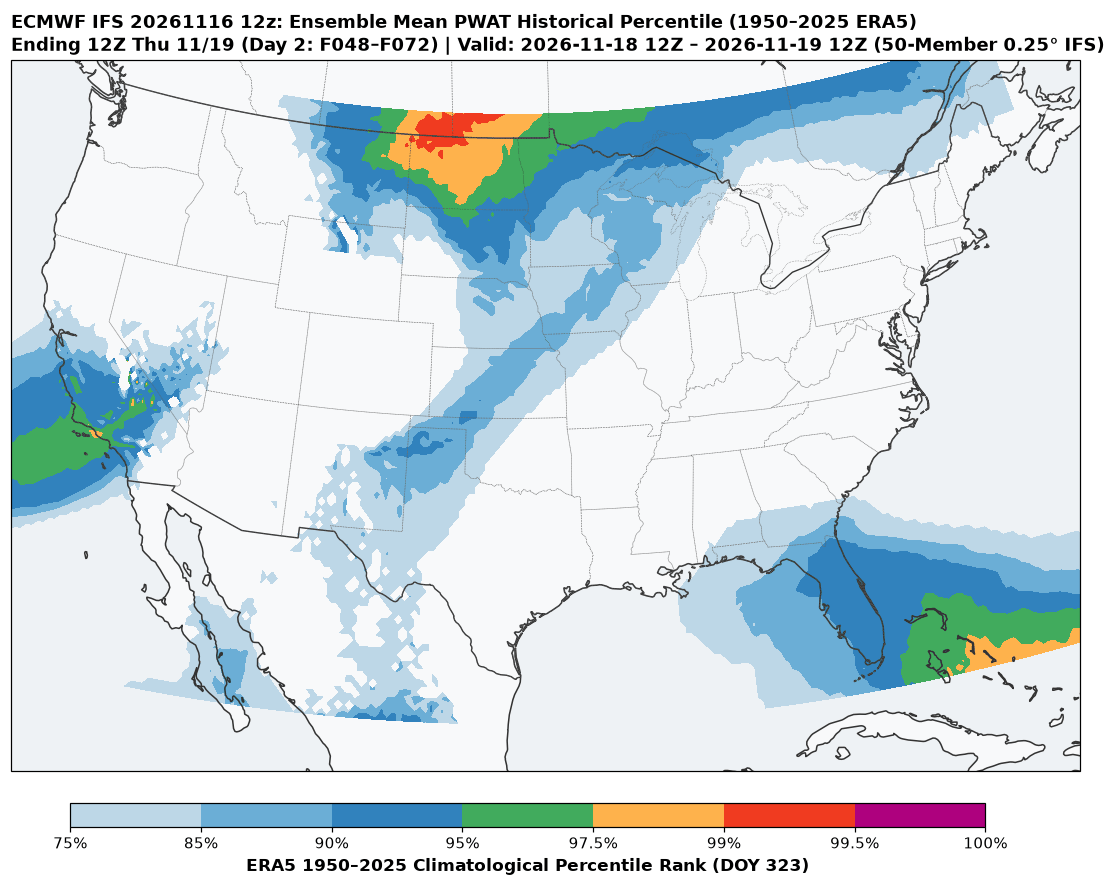 ECMWF IFS 20261116 12z: Ensemble Mean PWAT Historical Percentile (1950–2025 ERA5)
Ending 12Z Thu 11/19 (Day 2: F048–F072) | Valid: 2026-11-18 12Z – 2026-11-19 12Z (50-Member 0.25° IFS)
75% 85% 90% 95% 97.5% 99% 99.5% 100%
ERA5 1950–2025 Climatological Percentile Rank (DOY 323)